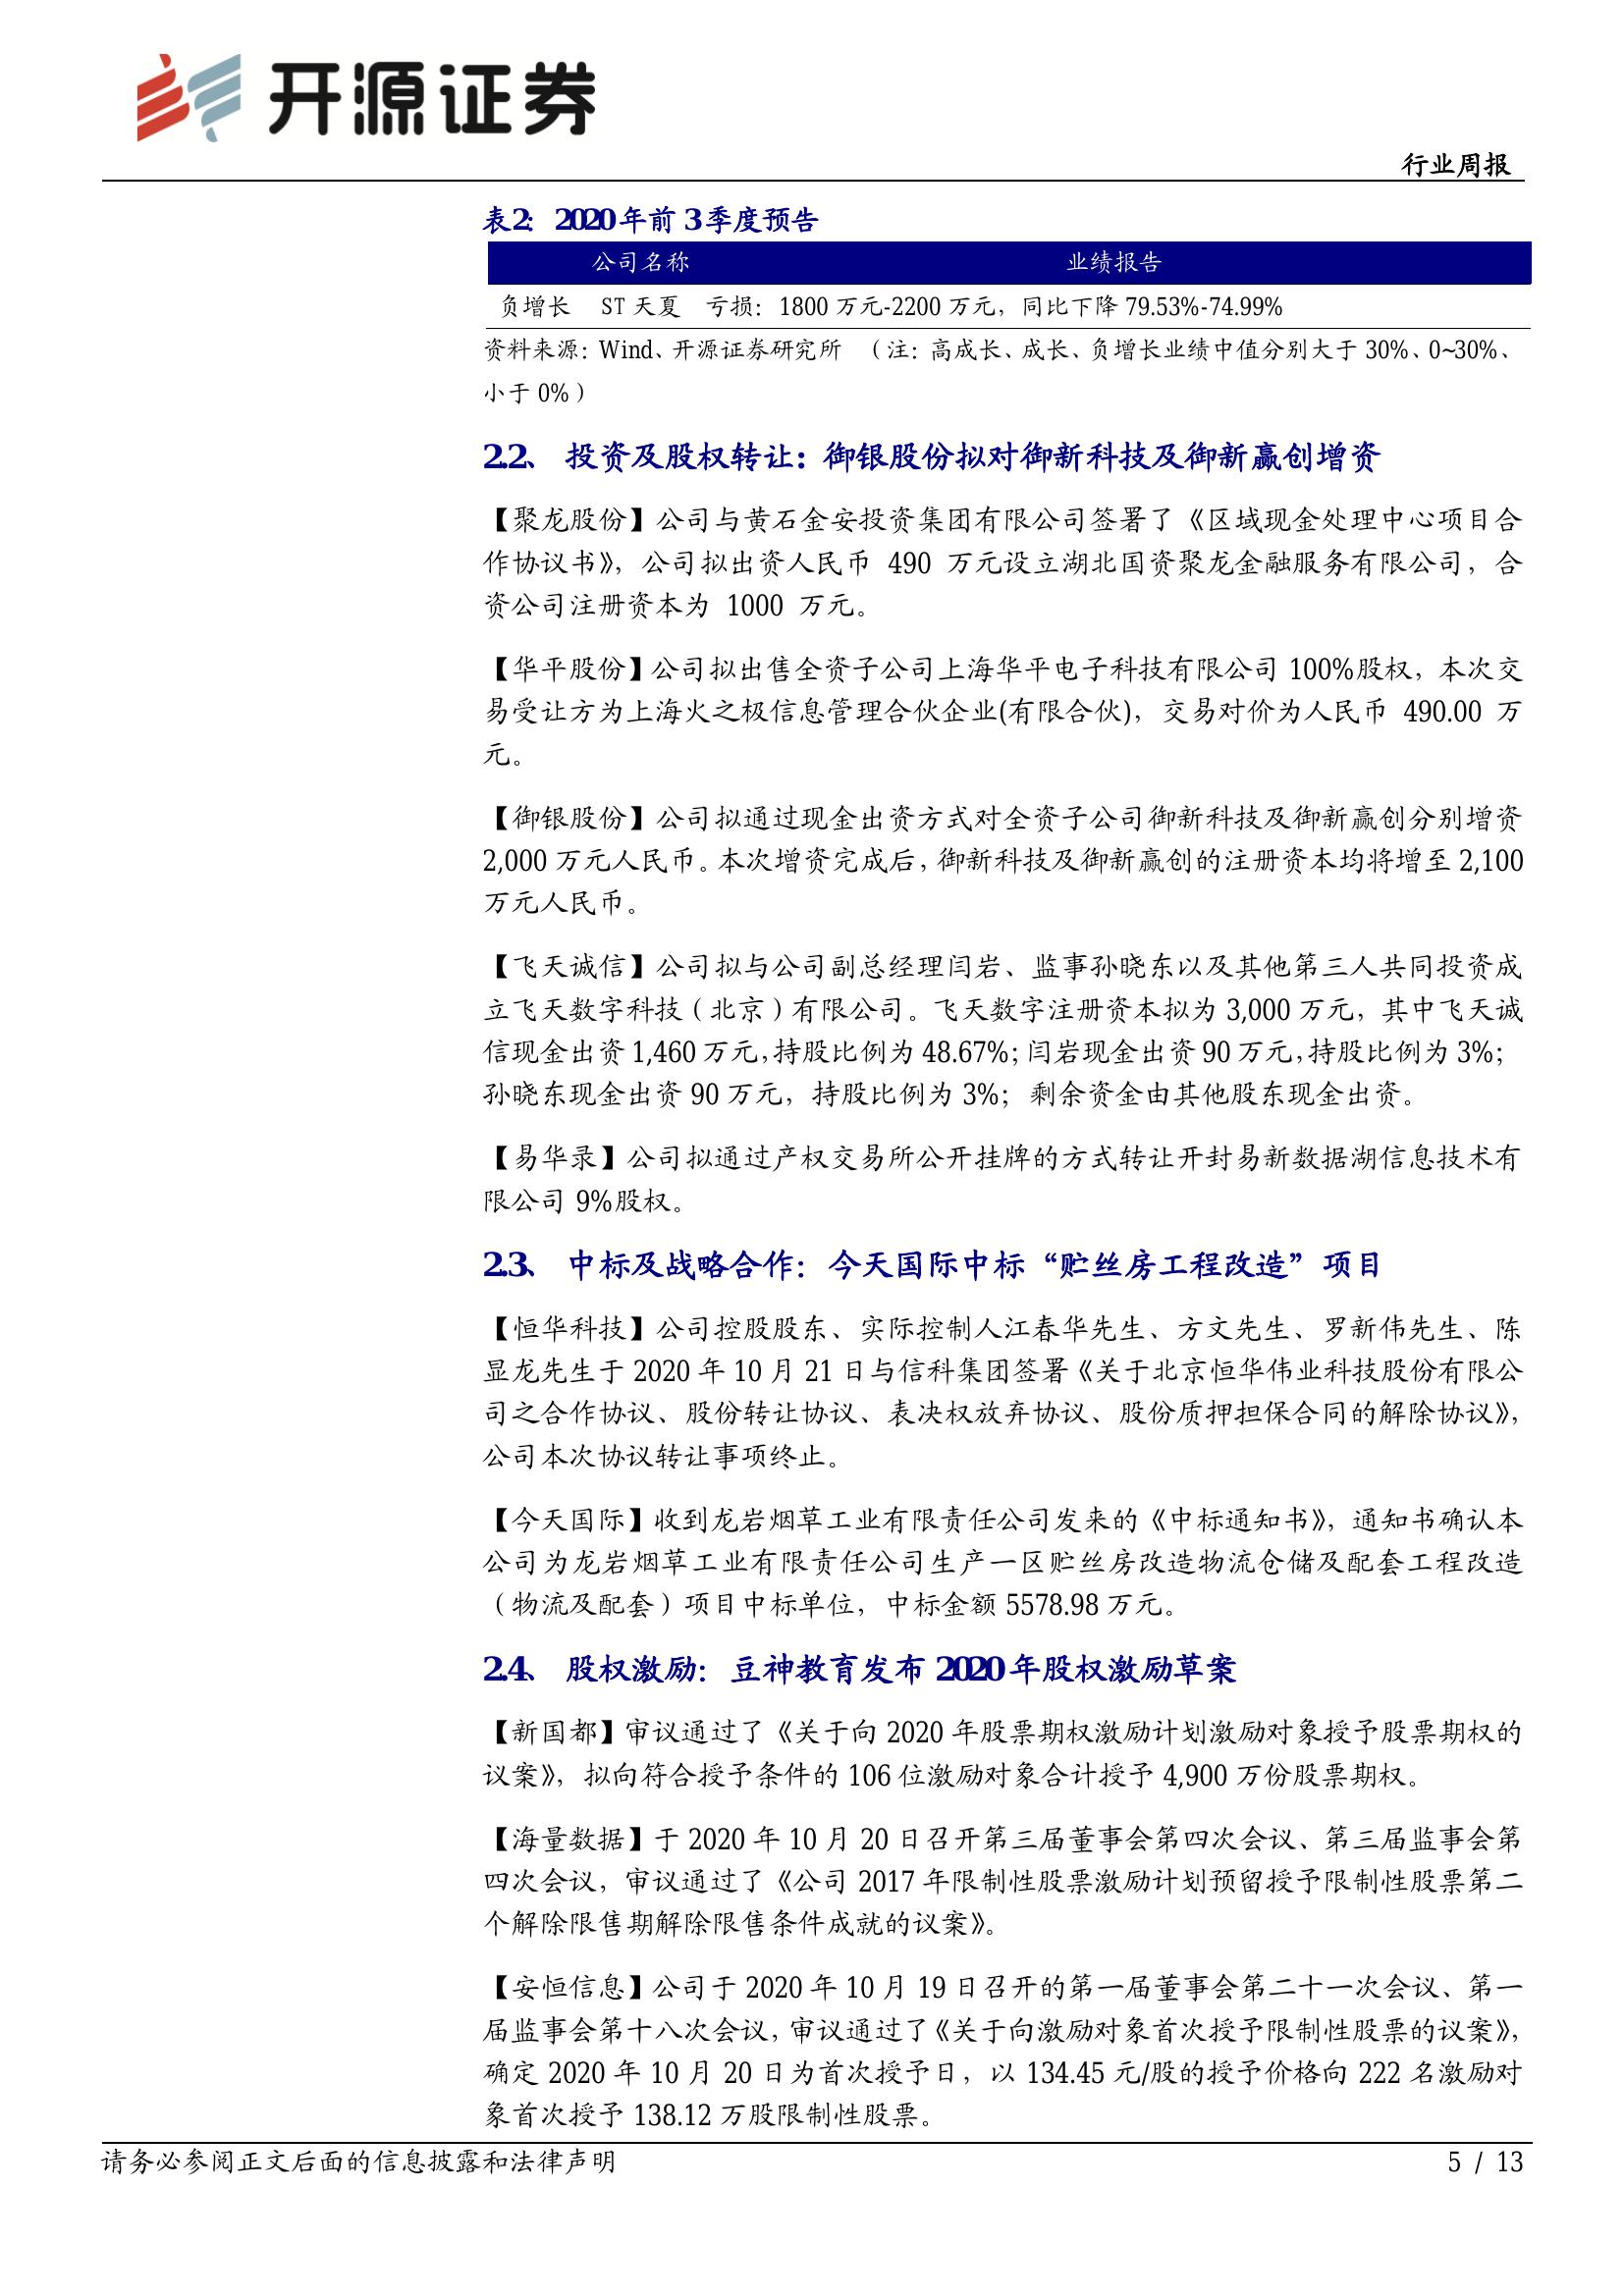 开源证券
行业周报
表2：2020年前3季度预告
公司名称 业绩报告
负增长 ST天夏 亏损：1800万元-2200万元，同比下降79.53%-74.99%
资料来源：Wind、开源证券研究所 （注：高成长、成长、负增长业绩中值分别大于30%、0~30%、
小于0%）
2.2、 投资及股权转让：御银股份拟对御新科技及御新赢创增资
【聚龙股份】公司与黄石金安投资集团有限公司签署了《区域现金处理中心项目合
作协议书》，公司拟出资人民币 490 万元设立湖北国资聚龙金融服务有限公司，合
资公司注册资本为 1000 万元。
【华平股份】公司拟出售全资子公司上海华平电子科技有限公司100%股权，本次交
易受让方为上海火之极信息管理合伙企业(有限合伙)，交易对价为人民币 490.00 万
元。
【御银股份】公司拟通过现金出资方式对全资子公司御新科技及御新赢创分别增资
2,000万元人民币。本次增资完成后，御新科技及御新赢创的注册资本均将增至2,100
万元人民币。
【飞天诚信】公司拟与公司副总经理闫岩、监事孙晓东以及其他第三人共同投资成
立飞天数字科技（北京）有限公司。飞天数字注册资本拟为3,000万元，其中飞天诚
信现金出资1,460万元，持股比例为48.67%；闫岩现金出资90万元，持股比例为3%；
孙晓东现金出资90万元，持股比例为3%；剩余资金由其他股东现金出资。
【易华录】公司拟通过产权交易所公开挂牌的方式转让开封易新数据湖信息技术有
限公司9%股权。
2.3、 中标及战略合作：今天国际中标“贮丝房工程改造”项目
【恒华科技】公司控股股东、实际控制人江春华先生、方文先生、罗新伟先生、陈
显龙先生于2020年10月21日与信科集团签署《关于北京恒华伟业科技股份有限公
司之合作协议、股份转让协议、表决权放弃协议、股份质押担保合同的解除协议》，
公司本次协议转让事项终止。
【今天国际】收到龙岩烟草工业有限责任公司发来的《中标通知书》，通知书确认本
公司为龙岩烟草工业有限责任公司生产一区贮丝房改造物流仓储及配套工程改造
（物流及配套）项目中标单位，中标金额5578.98万元。
2.4、 股权激励：豆神教育发布2020年股权激励草案
【新国都】审议通过了《关于向2020年股票期权激励计划激励对象授予股票期权的
议案》，拟向符合授予条件的106位激励对象合计授予4,900万份股票期权。
【海量数据】于2020年10月20日召开第三届董事会第四次会议、第三届监事会第
四次会议，审议通过了《公司2017年限制性股票激励计划预留授予限制性股票第二
个解除限售期解除限售条件成就的议案》。
【安恒信息】公司于2020年10月19日召开的第一届董事会第二十一次会议、第一
届监事会第十八次会议，审议通过了《关于向激励对象首次授予限制性股票的议案》，
确定2020年10月20日为首次授予日，以134.45元/股的授予价格向222名激励对
象首次授予138.12万股限制性股票。
请务必参阅正文后面的信息披露和法律声明
5 / 13